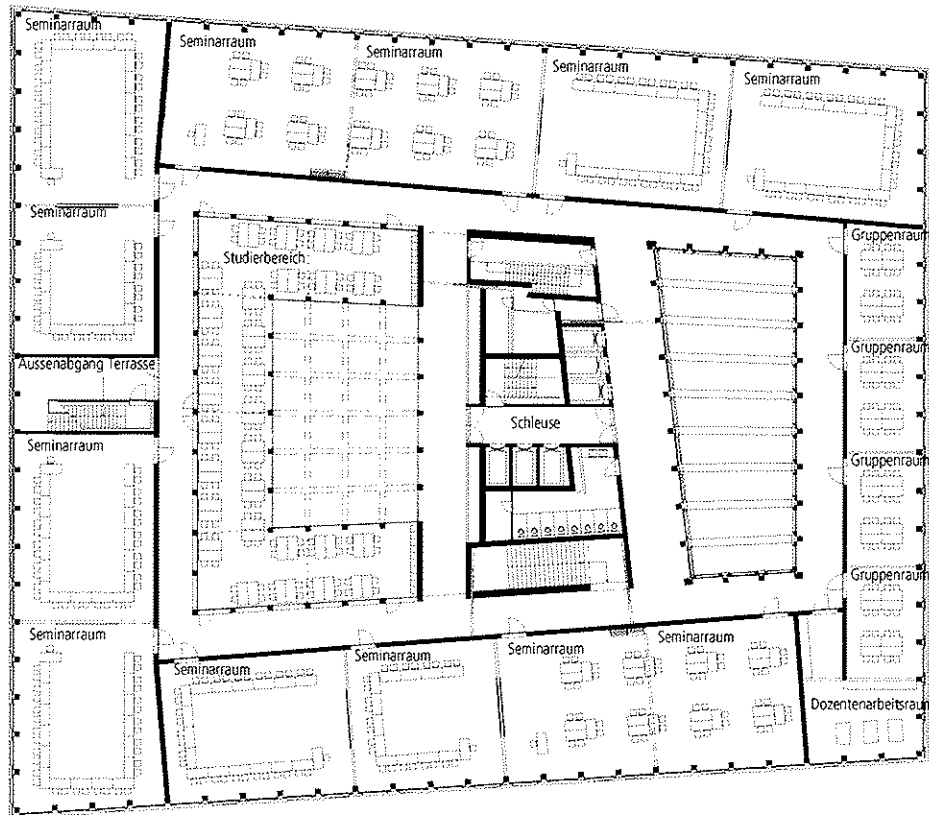 Seminarraum
Seminarraum
Seminarraum
Seminarraum
Seminarraum
Seminarraum
Gruppenraum
Studierbereich
Gruppenraum
Aussenabgang Terrasse
Schleuse
Seminarraum
Gruppenraum
Gruppenraum
Seminarraum
Seminarraum
Seminarraum
Seminarraum
Seminarraum
Dozentenarbeitsraum